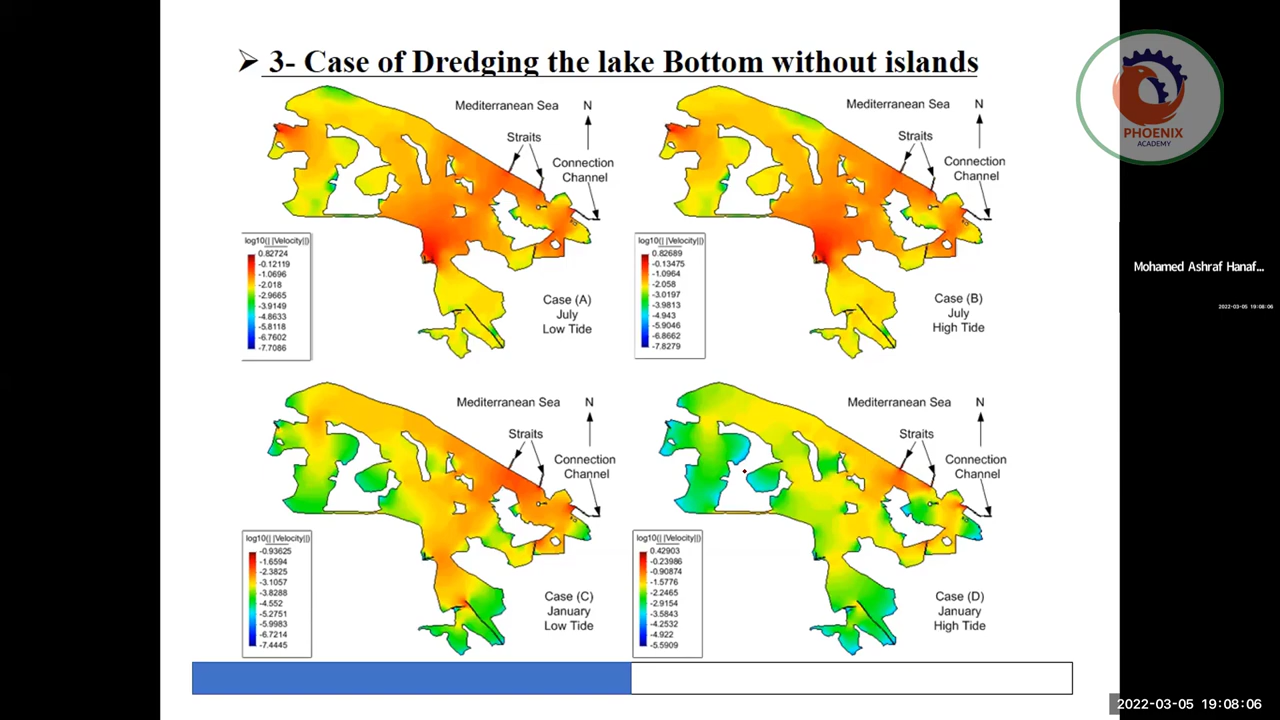 ➢ 3- Case of Dredging the lake Bottom without islands
Mediterranean Sea
N
Straits
Connection
Channel
log10(| |Velocity||)
0.82724
-0.12119
-1.0696
-2.018
-2.9665
-3.9149
-4.8633
-5.8118
-6.7602
-7.7086
Case (A)
July
Low Tide
Mediterranean Sea
N
Straits
Connection
Channel
log10(| |Velocity||)
0.82689
-0.13475
-1.0964
-2.058
-3.0197
-3.9813
-4.943
-5.9046
-6.8662
-7.8279
Case (B)
July
High Tide
Mediterranean Sea
N
Straits
Connection
Channel
log10(| |Velocity||)
-0.93625
-1.6594
-2.3825
-3.1057
-3.8288
-4.552
-5.2751
-5.9983
-6.7214
-7.4445
Case (C)
January
Low Tide
Mediterranean Sea
N
Straits
Connection
Channel
log10(| |Velocity||)
0.42903
-0.23986
-0.90874
-1.5776
-2.2465
-2.9154
-3.5843
-4.2532
-4.922
-5.5909
Case (D)
January
High Tide
PHOENIX
ACADEMY
Mohamed Ashraf Hanaf...
2022-03-05 19:08:06
2022-03-05 19:08:06